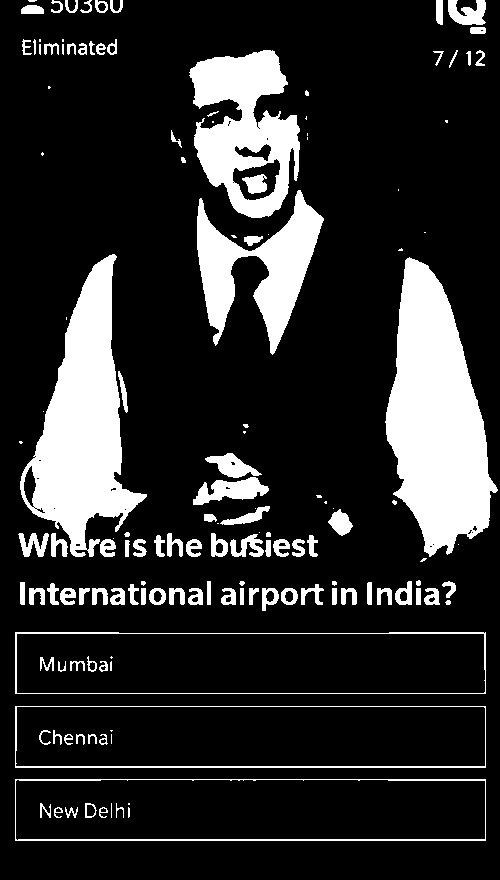 50360
IQ
Eliminated
7 / 12
Where is the busiest
International airport in India?
Mumbai
Chennai
New Delhi